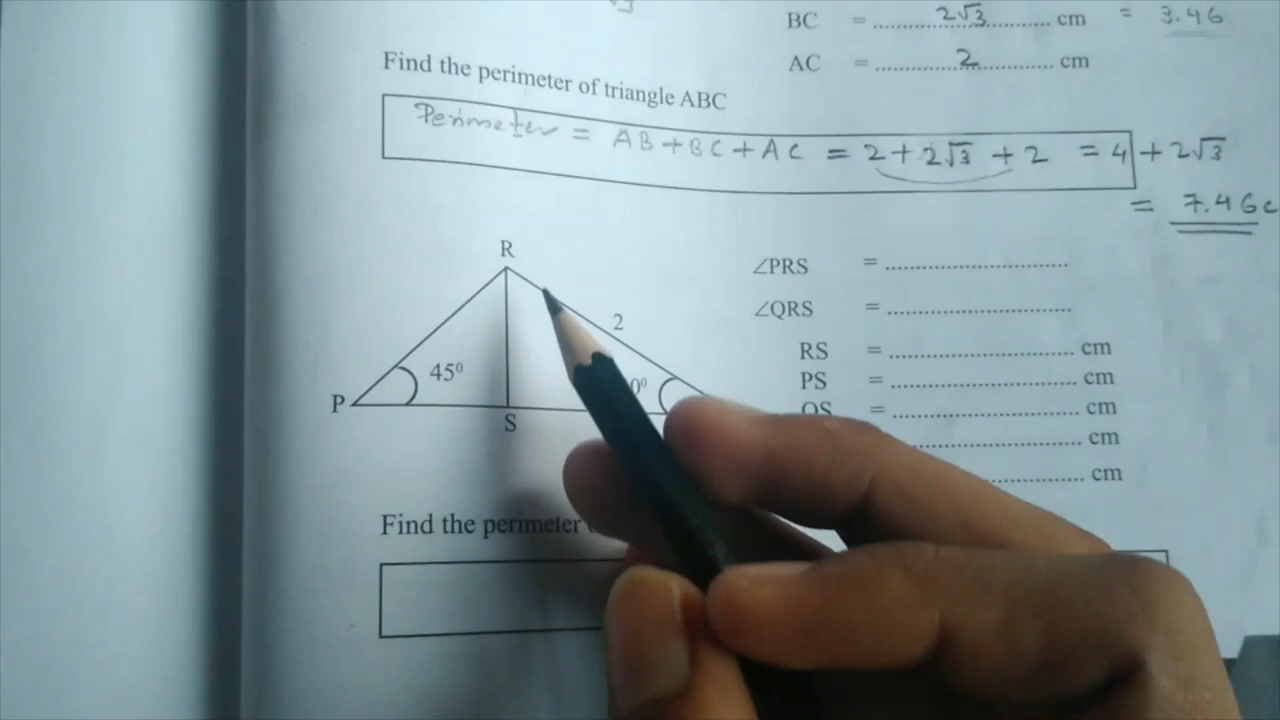 BC = 2√3 cm = 3.46
AC = 2 cm
Find the perimeter of triangle ABC
Perimeter = AB + BC + AC = 2 + 2√3 + 2 = 4 + 2√3
= 7.46c
R
2
45⁰
0⁰
P
S
∠PRS = ........................
∠QRS = ........................
RS = ........................ cm
PS = ........................ cm
QS = ........................ cm
........................ cm
............ cm
Find the perimeter